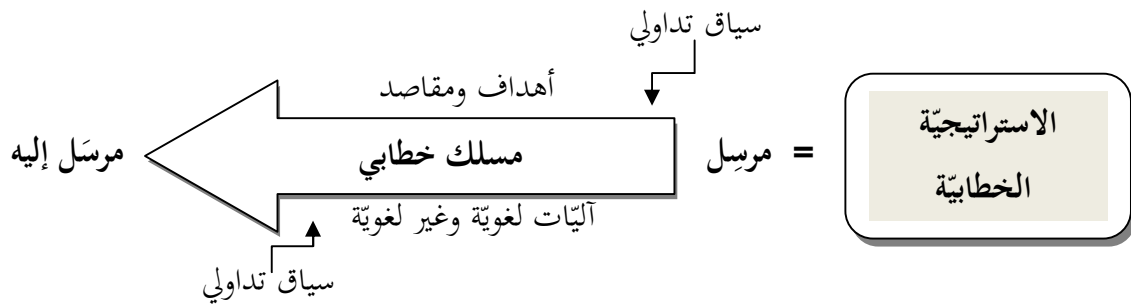 سياق تداولي
أهداف ومقاصد
الاستراتيجيّة
الخطابيّة
= مرسِل
مسلك خطابي
مرسَل إليه
آليّات لغويّة وغير لغويّة
سياق تداولي